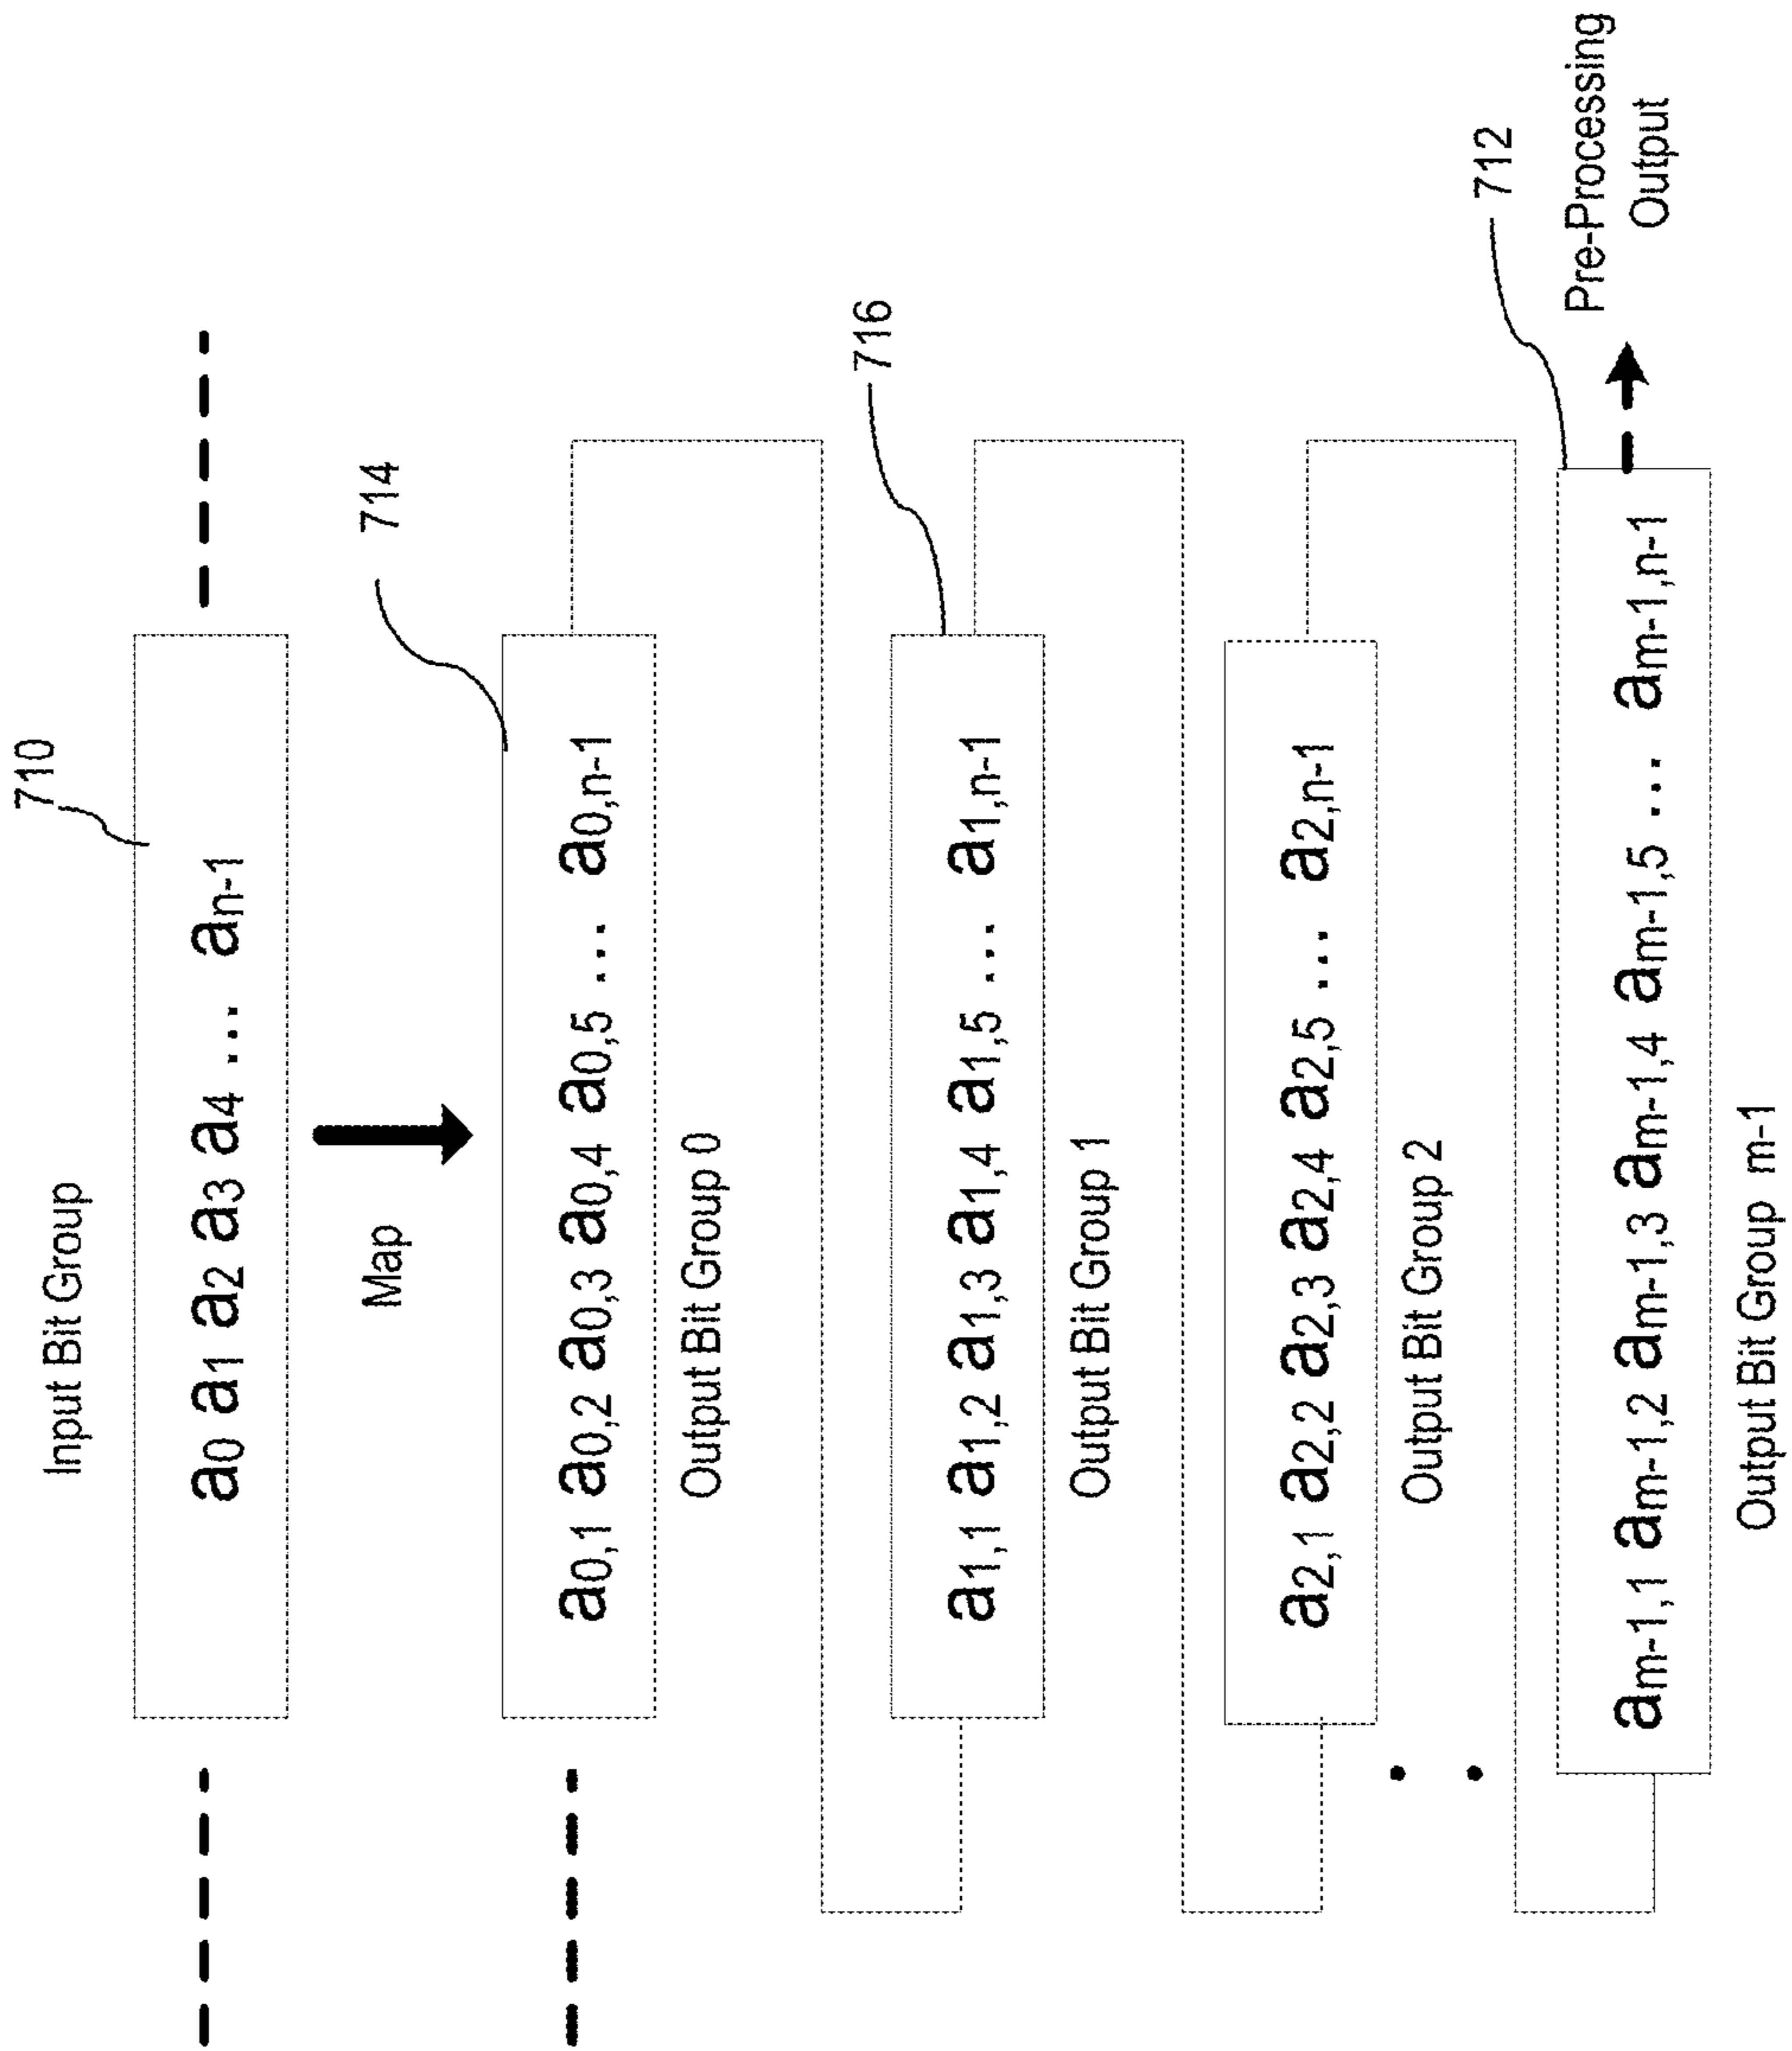 Input Bit Group
710
a0 a1 a2 a3 a4 ... an-1
Map
714
a0,1 a0,2 a0,3 a0,4 a0,5 ... a0,n-1
Output Bit Group 0
716
a1,1 a1,2 a1,3 a1,4 a1,5 ... a1,n-1
Output Bit Group 1
a2,1 a2,2 a2,3 a2,4 a2,5 ... a2,n-1
Output Bit Group 2
712
Pre-Processing
Output
am-1,1 am-1,2 am-1,3 am-1,4 am-1,5 ... am-1,n-1
Output Bit Group m-1